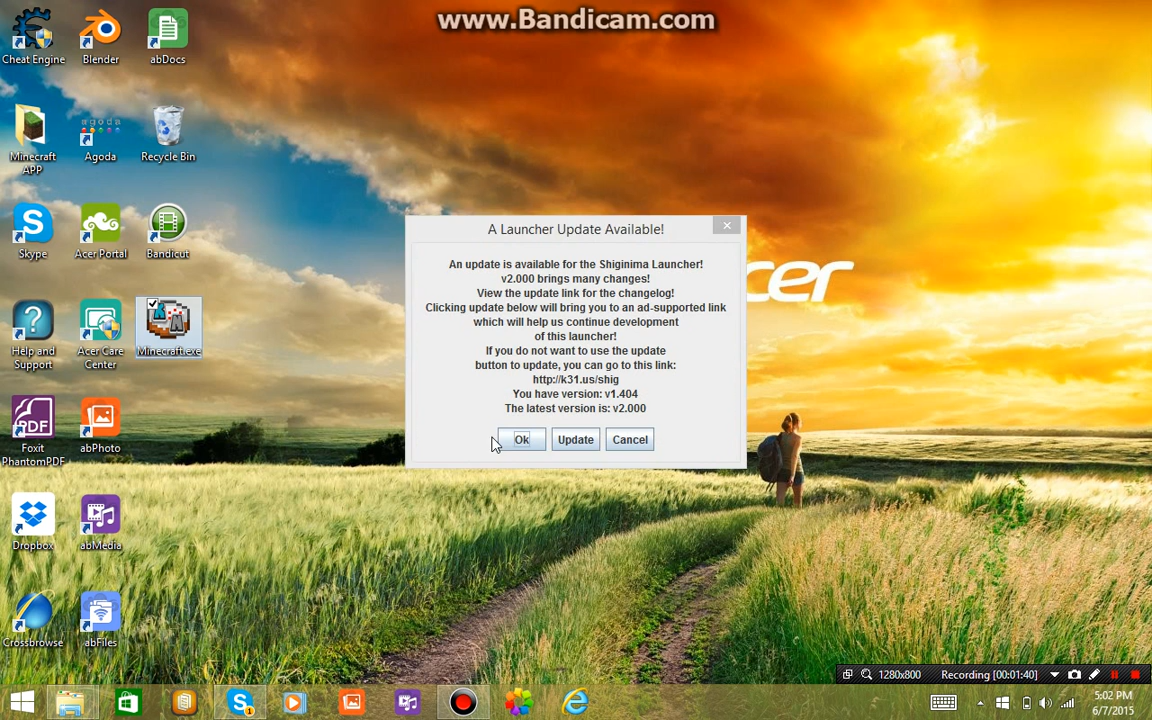 www.Bandicam.com
Cheat Engine
Blender
abDocs
Minecraft APP
agoda
Agoda
Recycle Bin
Skype
Acer Portal
Bandicut
Help and Support
Acer Care Center
Minecraft.exe
PDF
Foxit PhantomPDF
abPhoto
Dropbox
abMedia
Crossbrowse
abFiles
acer
A Launcher Update Available!
An update is available for the Shiginima Launcher!
v2.000 brings many changes!
View the update link for the changelog!
Clicking update below will bring you to an ad-supported link
which will help us continue development
of this launcher!
If you do not want to use the update
button to update, you can go to this link:
http://k31.us/shig
You have version: v1.404
The latest version is: v2.000
Ok
Update
Cancel
1280x800
Recording [00:01:40]
5:02 PM
6/7/2015